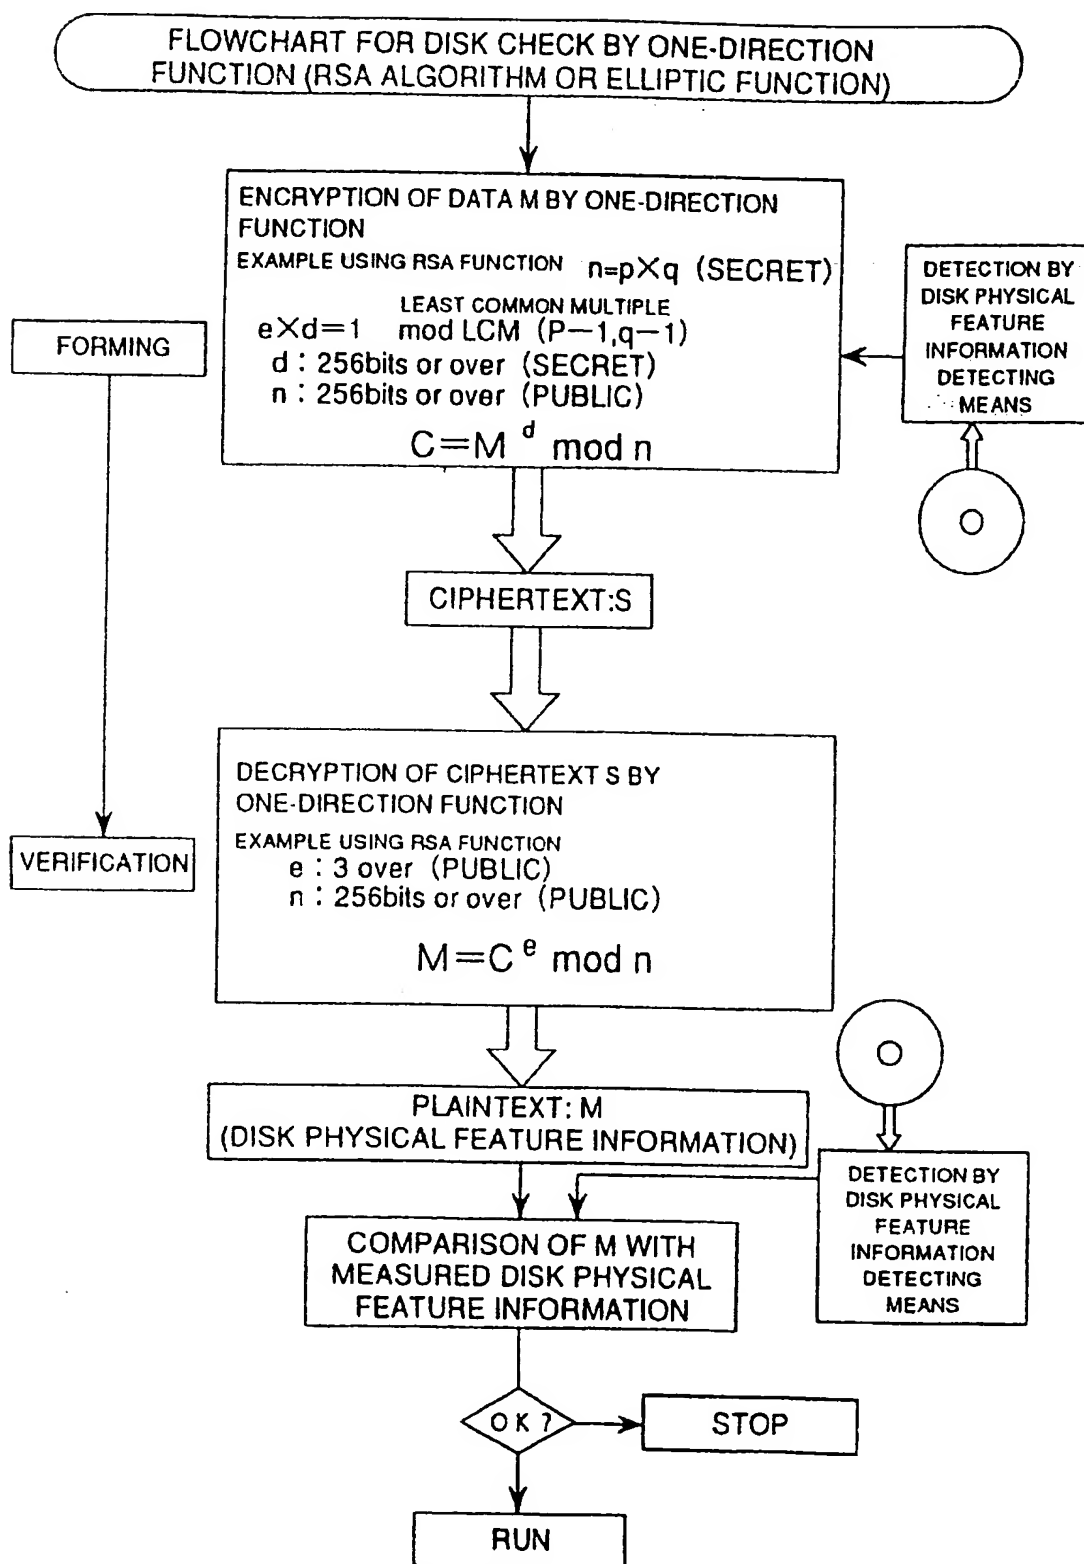 FLOWCHART FOR DISK CHECK BY ONE-DIRECTION
FUNCTION (RSA ALGORITHM OR ELLIPTIC FUNCTION)
ENCRYPTION OF DATA M BY ONE-DIRECTION
FUNCTION
EXAMPLE USING RSA FUNCTION n=p×q (SECRET)
LEAST COMMON MULTIPLE
e×d=1 mod LCM (P-1,q-1)
d : 256bits or over (SECRET)
n : 256bits or over (PUBLIC)
C=M^d mod n
DETECTION BY
DISK PHYSICAL
FEATURE
INFORMATION
DETECTING
MEANS
FORMING
CIPHERTEXT:S
DECRYPTION OF CIPHERTEXT S BY
ONE-DIRECTION FUNCTION
EXAMPLE USING RSA FUNCTION
e : 3 over (PUBLIC)
n : 256bits or over (PUBLIC)
M=C^e mod n
VERIFICATION
PLAINTEXT: M
(DISK PHYSICAL FEATURE INFORMATION)
DETECTION BY
DISK PHYSICAL
FEATURE
INFORMATION
DETECTING
MEANS
COMPARISON OF M WITH
MEASURED DISK PHYSICAL
FEATURE INFORMATION
OK?
STOP
RUN